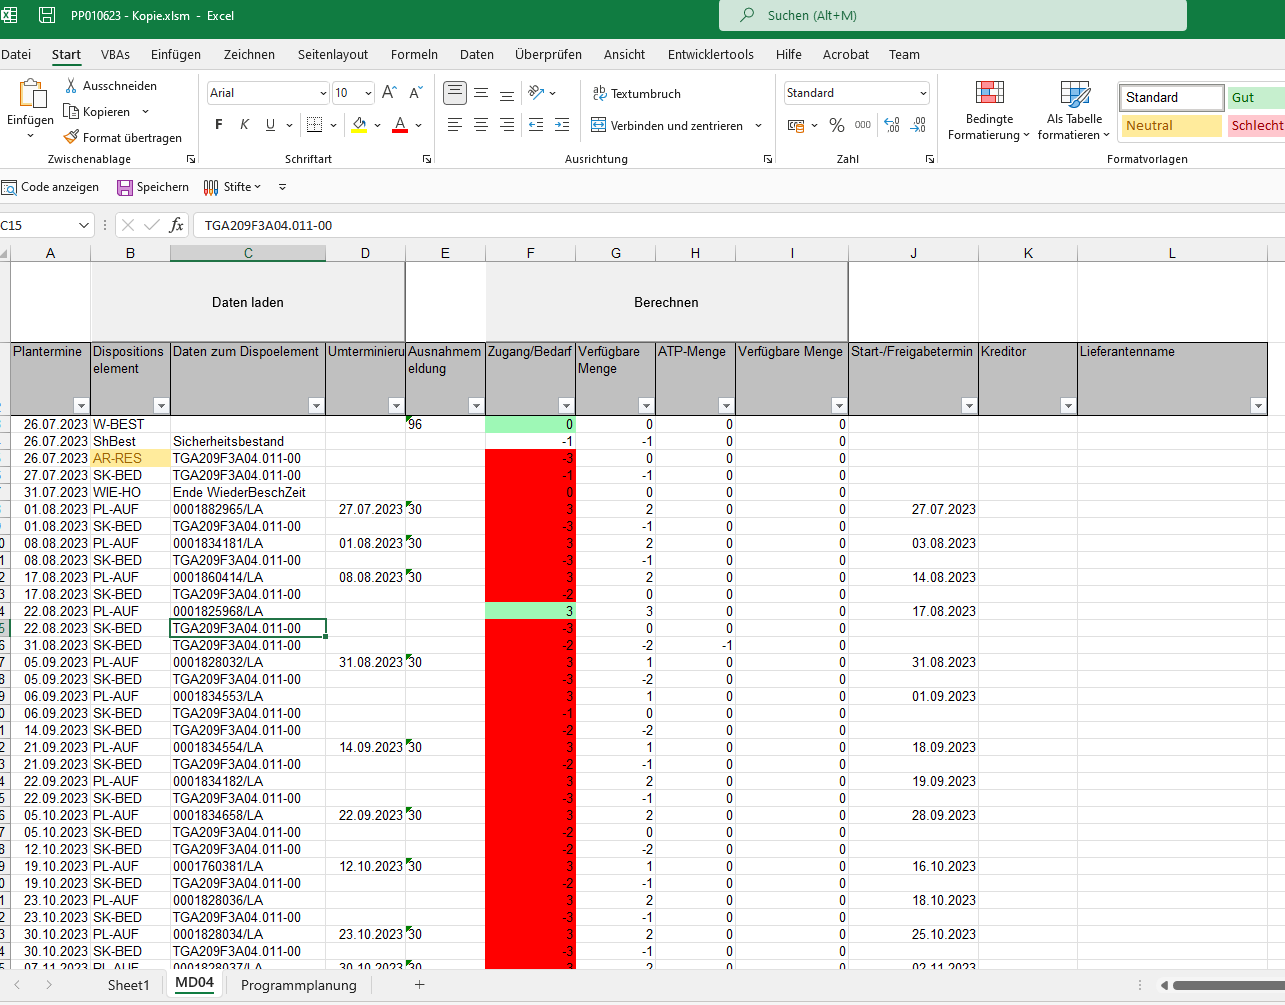 PP010623 - Kopie.xlsm - Excel
Suchen (Alt+M)
Datei Start VBAs Einfügen Zeichnen Seitenlayout Formeln Daten Überprüfen Ansicht Entwicklertools Hilfe Acrobat Team
Einfügen
Ausschneiden
Kopieren
Format übertragen
Zwischenablage
Arial 10
F K U
Schriftart
Textumbruch
Verbinden und zentrieren
Ausrichtung
Standard
% 000
Zahl
Bedingte Formatierung
Als Tabelle formatieren
Standard Gut
Neutral Schlecht
Formatvorlagen
Code anzeigen Speichern Stifte
C15 fx TGA209F3A04.011-00
A B C D E F G H I J K L
Daten laden Berechnen
Plantermine Dispositions Daten zum Dispoelement Umterminieru Ausnahmem Zugang/Bedarf Verfügbare ATP-Menge Verfügbare Menge Start-/Freigabetermin Kreditor Lieferantenname
element eldung Menge
26.07.2023 W-BEST 96 0 0 0 0
26.07.2023 ShBest Sicherheitsbestand -1 -1 0 0
26.07.2023 AR-RES TGA209F3A04.011-00 -3 0 0 0
27.07.2023 SK-BED TGA209F3A04.011-00 -1 -1 0 0
31.07.2023 WIE-HO Ende WiederBeschZeit 0 0 0 0
01.08.2023 PL-AUF 0001882965/LA 27.07.2023 30 3 2 0 0 27.07.2023
01.08.2023 SK-BED TGA209F3A04.011-00 -3 -1 0 0
08.08.2023 PL-AUF 0001834181/LA 01.08.2023 30 3 2 0 0 03.08.2023
08.08.2023 SK-BED TGA209F3A04.011-00 -3 -1 0 0
17.08.2023 PL-AUF 0001860414/LA 08.08.2023 30 3 2 0 0 14.08.2023
17.08.2023 SK-BED TGA209F3A04.011-00 -2 0 0 0
22.08.2023 PL-AUF 0001825968/LA 3 3 0 0 17.08.2023
22.08.2023 SK-BED TGA209F3A04.011-00 -3 0 0 0
31.08.2023 SK-BED TGA209F3A04.011-00 -2 -2 -1 0
05.09.2023 PL-AUF 0001828032/LA 31.08.2023 30 3 1 0 0 31.08.2023
05.09.2023 SK-BED TGA209F3A04.011-00 -3 -2 0 0
06.09.2023 PL-AUF 0001834553/LA 3 1 0 0 01.09.2023
06.09.2023 SK-BED TGA209F3A04.011-00 -1 0 0 0
14.09.2023 SK-BED TGA209F3A04.011-00 -2 -2 0 0
21.09.2023 PL-AUF 0001834554/LA 14.09.2023 30 3 1 0 0 18.09.2023
21.09.2023 SK-BED TGA209F3A04.011-00 -2 -1 0 0
22.09.2023 PL-AUF 0001834182/LA 3 2 0 0 19.09.2023
22.09.2023 SK-BED TGA209F3A04.011-00 -3 -1 0 0
05.10.2023 PL-AUF 0001834658/LA 22.09.2023 30 3 2 0 0 28.09.2023
05.10.2023 SK-BED TGA209F3A04.011-00 -2 0 0 0
12.10.2023 SK-BED TGA209F3A04.011-00 -2 -2 0 0
19.10.2023 PL-AUF 0001760381/LA 12.10.2023 30 3 1 0 0 16.10.2023
19.10.2023 SK-BED TGA209F3A04.011-00 -2 -1 0 0
23.10.2023 PL-AUF 0001828036/LA 3 2 0 0 18.10.2023
23.10.2023 SK-BED TGA209F3A04.011-00 -3 -1 0 0
30.10.2023 PL-AUF 0001828034/LA 23.10.2023 30 3 2 0 0 25.10.2023
30.10.2023 SK-BED TGA209F3A04.011-00 -3 -1 0 0
07.11.2023 PL-AUF 0001828037/LA 30.10.2023 30 3 2 0 0 02.11.2023
Sheet1 MD04 Programmplanung +